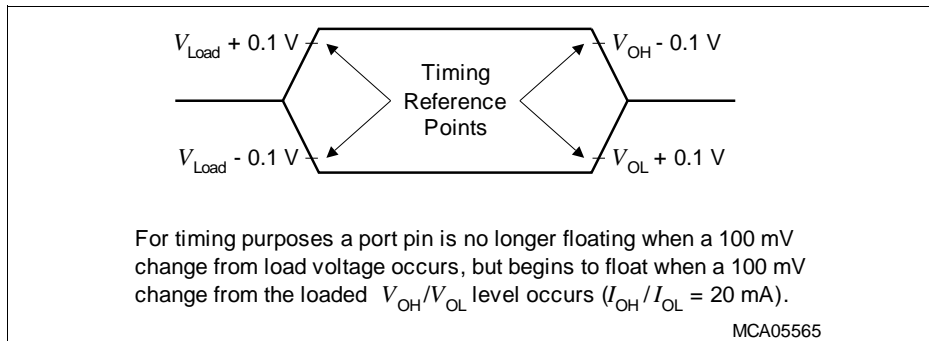 V_Load + 0.1 V
V_OH - 0.1 V
Timing
Reference
Points
V_Load - 0.1 V
V_OL + 0.1 V
For timing purposes a port pin is no longer floating when a 100 mV
change from load voltage occurs, but begins to float when a 100 mV
change from the loaded V_OH/V_OL level occurs (I_OH/I_OL = 20 mA).
MCA05565